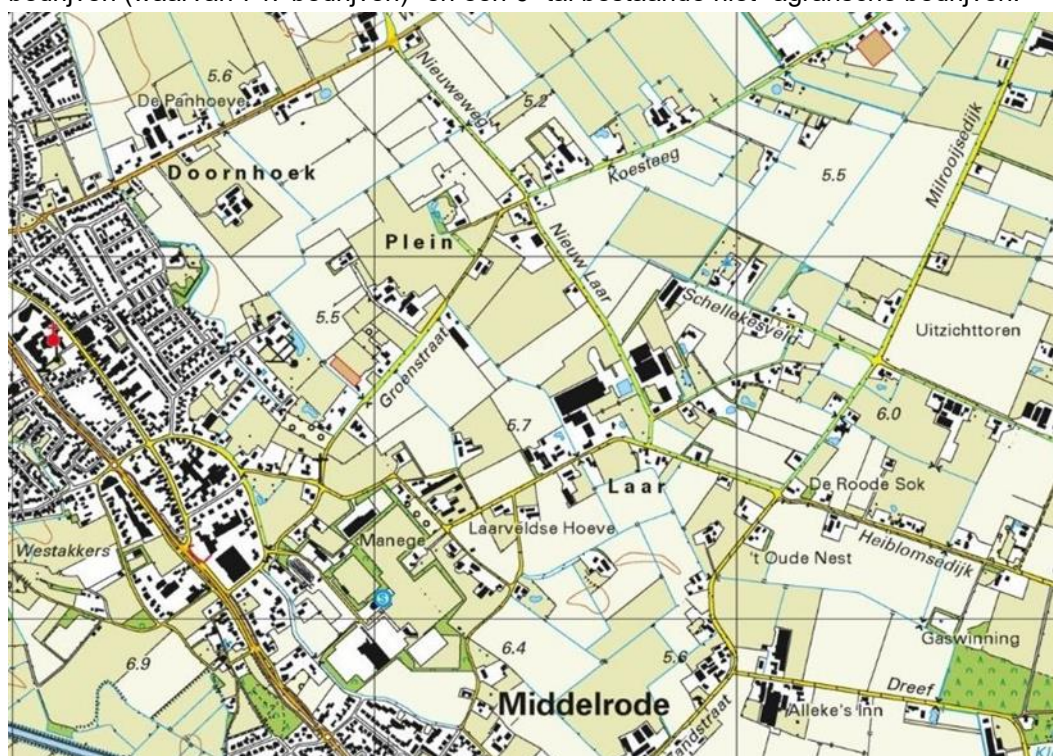 5.6
De Panhoeve
Nieuweweg
5.2
Doornhoek
Koesteeg
5.5
Milrooijsedijk
Plein
Nieuw Laar
5.5
Groenstraat
Schellekesveld
Uitzichttoren
5.7
6.0
Laar
De Roode Sok
Laarveldse Hoeve
Manege
Westakkers
Heiblomsedijk
't Oude Nest
S
Gaswinning
6.9
6.4
5.6
Dreef
Middelrode
Alleke's Inn